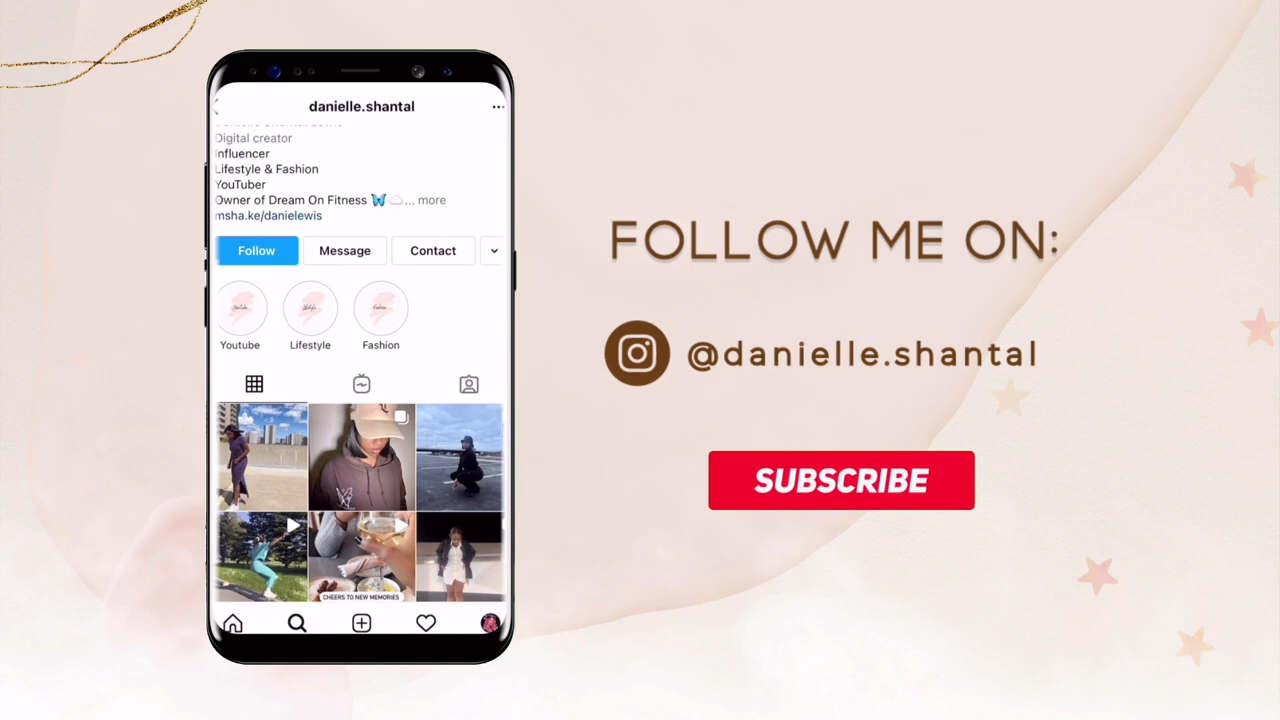 danielle.shantal
Digital creator
Influencer
Lifestyle & Fashion
YouTuber
Owner of Dream On Fitness 🦋☁️... more
msha.ke/danielewis
Follow
Message
Contact
Youtube
Lifestyle
Fashion
CHEERS TO NEW MEMORIES
FOLLOW ME ON:
@danielle.shantal
SUBSCRIBE